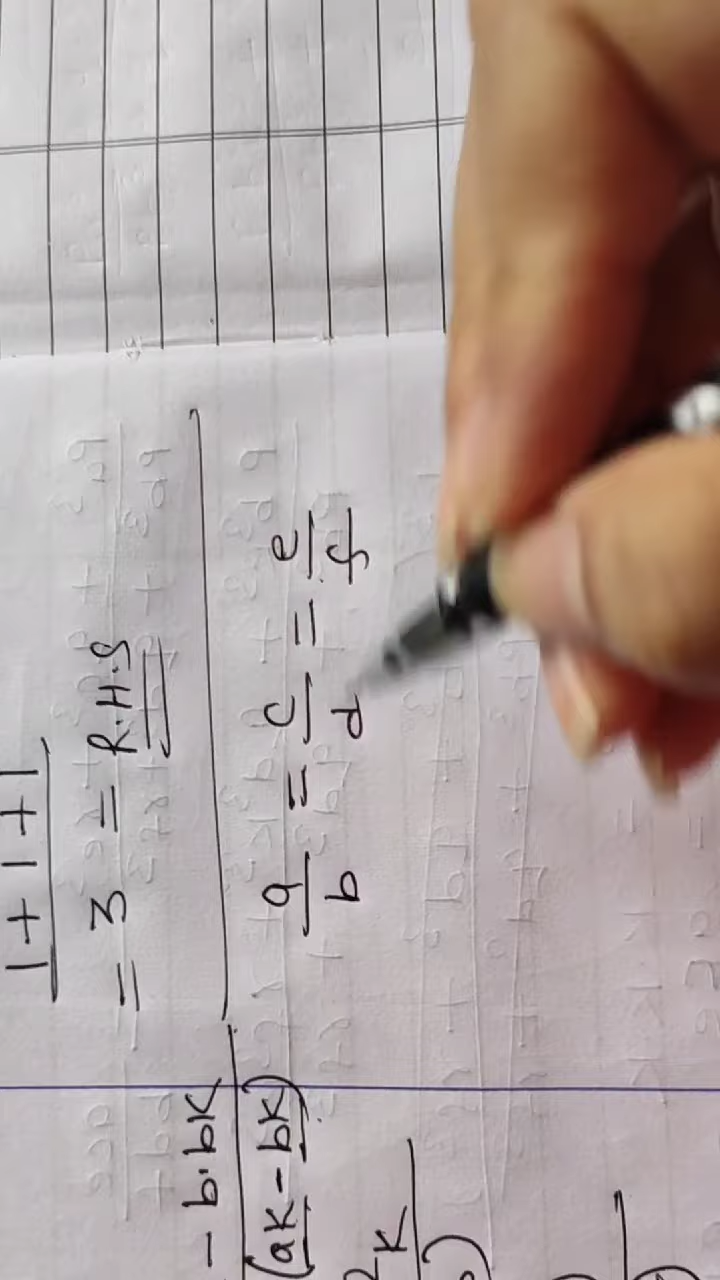 1 + 1 + 1
= 3 = R.H.S
a/b = c/d = e/f
- b.bK
(aK - bK)
K